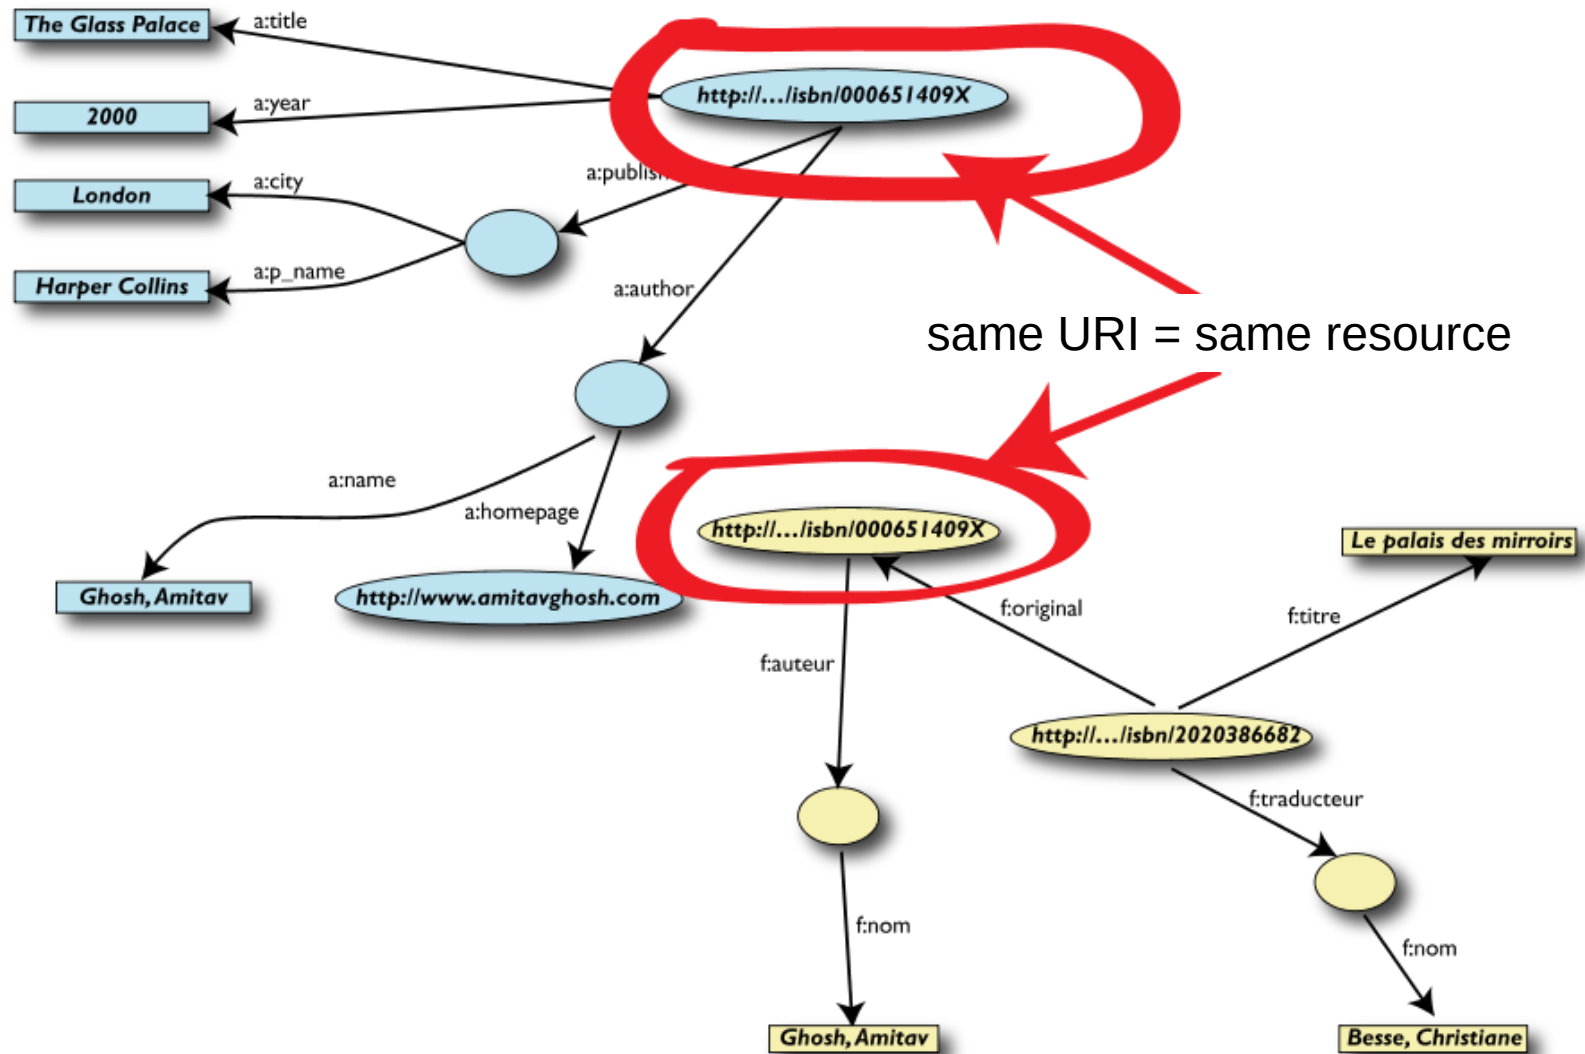 The Glass Palace
a:title
http://.../isbn/000651409X
2000
a:year
London
a:city
a:publish
Harper Collins
a:p_name
a:author
same URI = same resource
a:name
a:homepage
Ghosh, Amitav
http://www.amitavghosh.com
http://.../isbn/000651409X
Le palais des mirroirs
f:original
f:titre
f:auteur
http://.../isbn/2020386682
f:traducteur
f:nom
f:nom
Ghosh, Amitav
Besse, Christiane